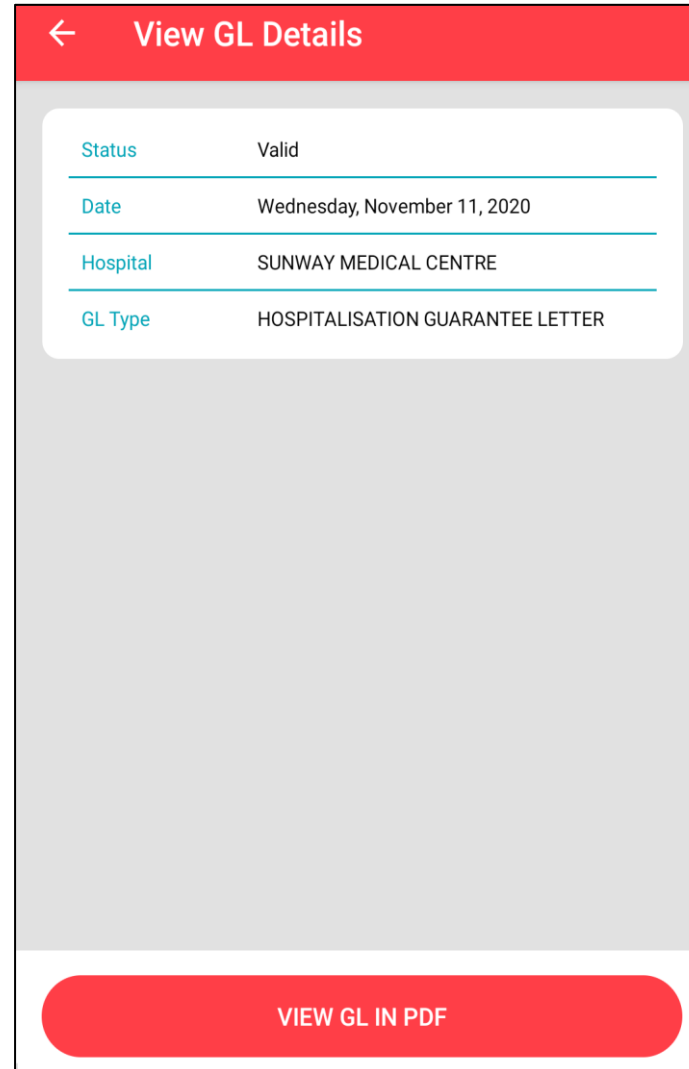 View GL Details
Status Valid
Date Wednesday, November 11, 2020
Hospital SUNWAY MEDICAL CENTRE
GL Type HOSPITALISATION GUARANTEE LETTER
VIEW GL IN PDF